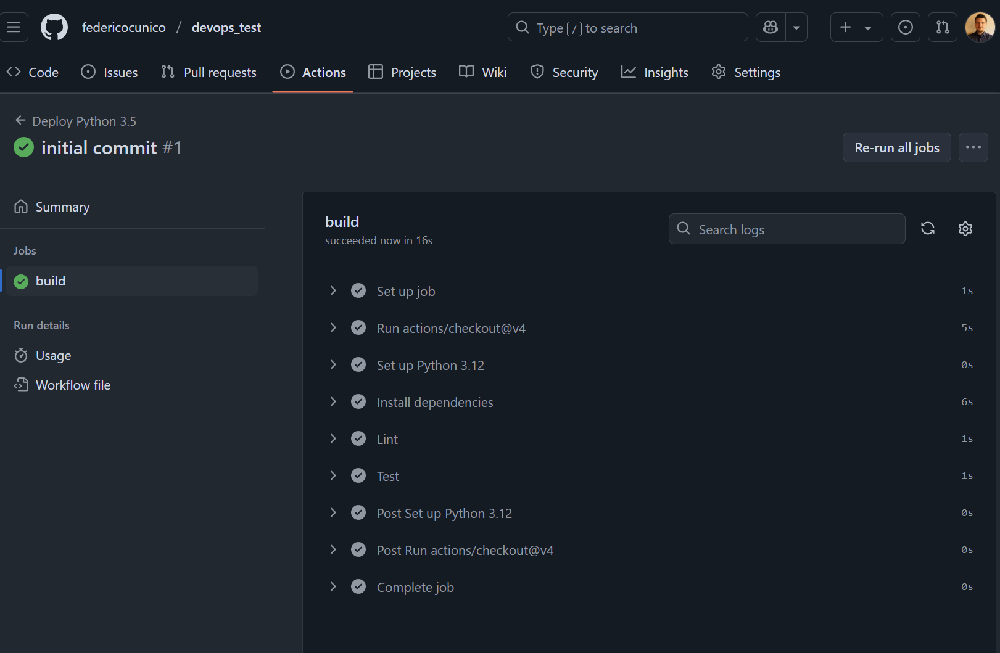 federicocunico / devops_test
Type / to search
Code
Issues
Pull requests
Actions
Projects
Wiki
Security
Insights
Settings
Deploy Python 3.5
initial commit #1
Re-run all jobs
Summary
Jobs
build
Run details
Usage
Workflow file
build
succeeded now in 16s
Search logs
Set up job 1s
Run actions/checkout@v4 5s
Set up Python 3.12 0s
Install dependencies 6s
Lint 1s
Test 1s
Post Set up Python 3.12 0s
Post Run actions/checkout@v4 0s
Complete job 0s